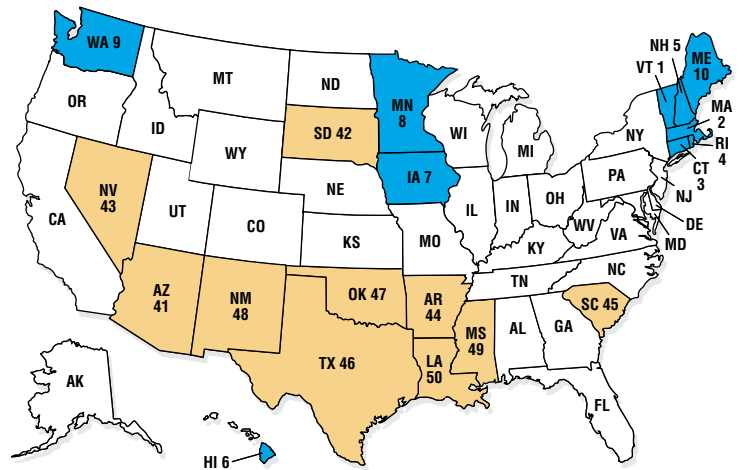 WA 9
NH 5
VT 1
ME
10
MT
ND
MN
8
OR
ID
SD 42
WI
MI
NY
MA
2
RI
4
CT
3
WY
IA 7
NE
PA
NJ
NV
43
UT
CO
IL
IN
OH
DE
MD
CA
KS
MO
WV
VA
KY
NC
TN
AZ
41
NM
48
OK 47
AR
44
SC 45
MS
49
AL
GA
TX 46
LA
50
AK
FL
HI 6